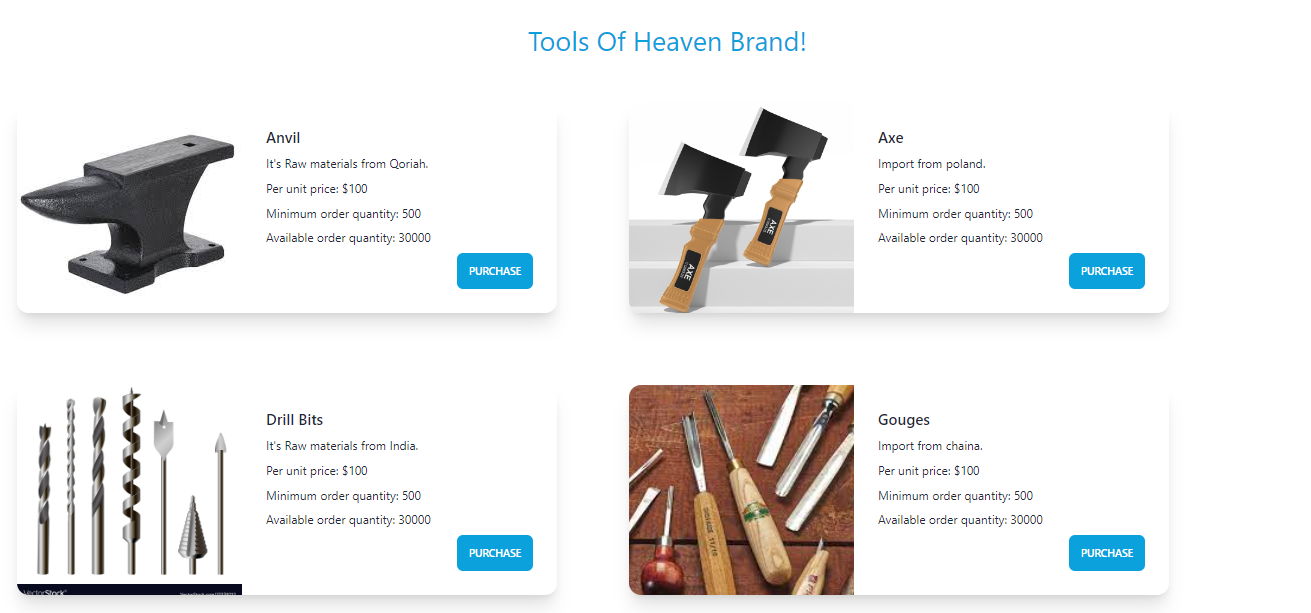 Tools Of Heaven Brand!
Anvil
It's Raw materials from Qoriah.
Per unit price: $100
Minimum order quantity: 500
Available order quantity: 30000
PURCHASE
AXE
AXE
Axe
Import from poland.
Per unit price: $100
Minimum order quantity: 500
Available order quantity: 30000
PURCHASE
VectorStock
Drill Bits
It's Raw materials from India.
Per unit price: $100
Minimum order quantity: 500
Available order quantity: 30000
PURCHASE
Gouges
Import from chaina.
Per unit price: $100
Minimum order quantity: 500
Available order quantity: 30000
PURCHASE